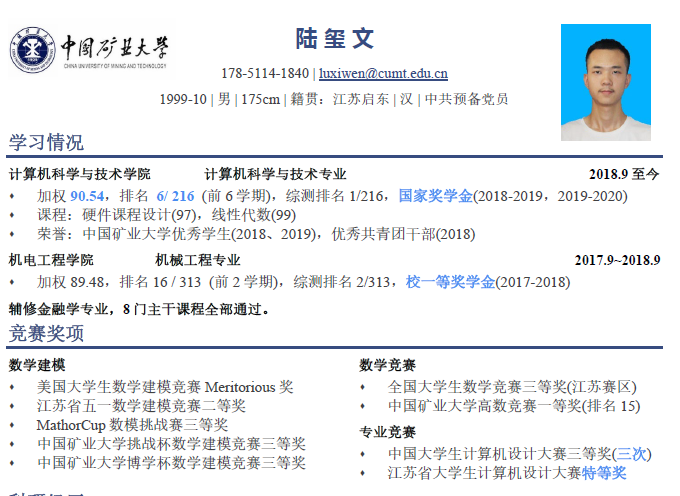 中国矿业大学
CHINA UNIVERSITY OF MINING AND TECHNOLOGY
陆玺文
178-5114-1840 | luxiwen@cumt.edu.cn
1999-10 | 男 | 175cm | 籍贯：江苏启东 | 汉 | 中共预备党员
学习情况
计算机科学与技术学院 计算机科学与技术专业 2018.9 至今
♦ 加权 90.54，排名 6/ 216 (前 6 学期)，综测排名 1/216，国家奖学金(2018-2019，2019-2020)
♦ 课程：硬件课程设计(97)，线性代数(99)
♦ 荣誉：中国矿业大学优秀学生(2018、2019)，优秀共青团干部(2018)
机电工程学院 机械工程专业 2017.9~2018.9
♦ 加权 89.48，排名 16 / 313 (前 2 学期)，综测排名 2/313，校一等奖学金(2017-2018)
辅修金融学专业，8 门主干课程全部通过。
竞赛奖项
数学建模
♦ 美国大学生数学建模竞赛 Meritorious 奖
♦ 江苏省五一数学建模竞赛二等奖
♦ MathorCup 数模挑战赛三等奖
♦ 中国矿业大学挑战杯数学建模竞赛三等奖
♦ 中国矿业大学博学杯数学建模竞赛三等奖
数学竞赛
♦ 全国大学生数学竞赛三等奖(江苏赛区)
♦ 中国矿业大学高数竞赛一等奖(排名 15)
专业竞赛
♦ 中国大学生计算机设计大赛三等奖(三次)
♦ 江苏省大学生计算机设计大赛特等奖